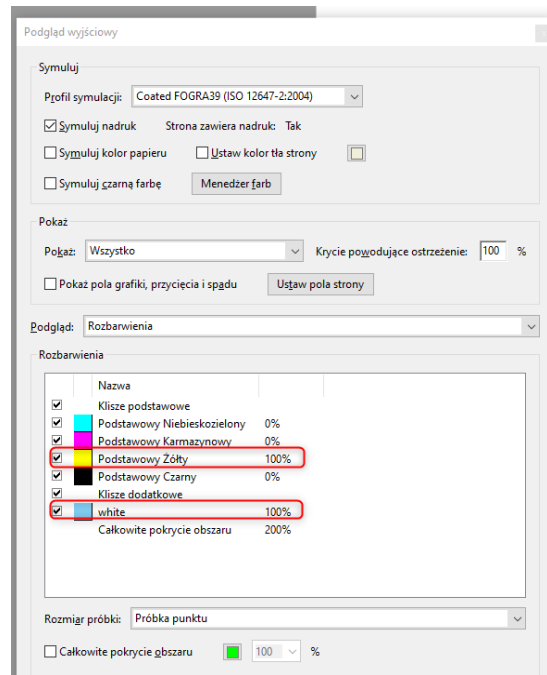 Podgląd wyjściowy
Symuluj
Profil symulacji: Coated FOGRA39 (ISO 12647-2:2004)
Symuluj nadruk Strona zawiera nadruk: Tak
Symuluj kolor papieru Ustaw kolor tła strony
Symuluj czarną farbę Menedżer farb
Pokaż
Pokaż: Wszystko Krycie powodujące ostrzeżenie: 100 %
Pokaż pola grafiki, przycięcia i spadu Ustaw pola strony
Podgląd: Rozbarwienia
Rozbarwienia
Nazwa
Klisze podstawowe
Podstawowy Niebieskozielony 0%
Podstawowy Karmazynowy 0%
Podstawowy Żółty 100%
Podstawowy Czarny 0%
Klisze dodatkowe
white 100%
Całkowite pokrycie obszaru 200%
Rozmiar próbki: Próbka punktu
Całkowite pokrycie obszaru 100 %